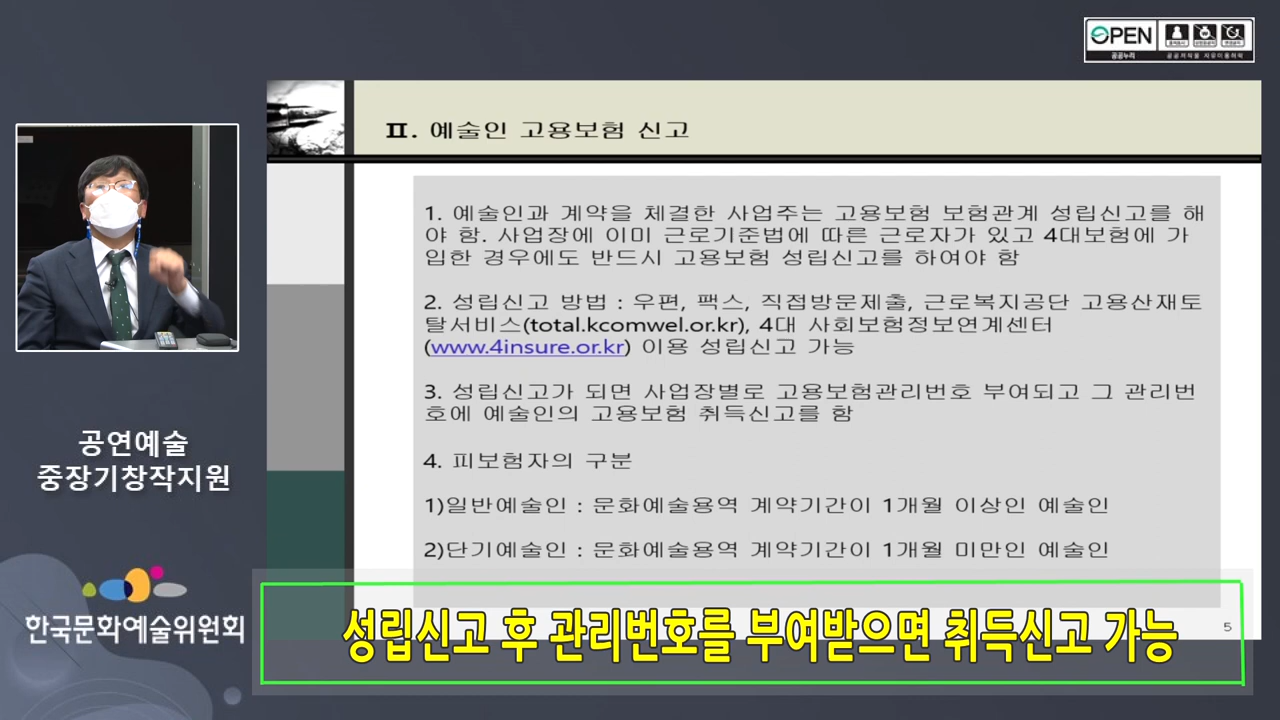 OPEN
공공누리
공공저작물 자유이용허락
Ⅱ. 예술인 고용보험 신고
1. 예술인과 계약을 체결한 사업주는 고용보험 보험관계 성립신고를 해
야 함. 사업장에 이미 근로기준법에 따른 근로자가 있고 4대보험에 가
입한 경우에도 반드시 고용보험 성립신고를 하여야 함
2. 성립신고 방법 : 우편, 팩스, 직접방문제출, 근로복지공단 고용산재토
탈서비스(total.kcomwel.or.kr), 4대 사회보험정보연계센터
(www.4insure.or.kr) 이용 성립신고 가능
3. 성립신고가 되면 사업장별로 고용보험관리번호 부여되고 그 관리번
호에 예술인의 고용보험 취득신고를 함
4. 피보험자의 구분
1)일반예술인 : 문화예술용역 계약기간이 1개월 이상인 예술인
2)단기예술인 : 문화예술용역 계약기간이 1개월 미만인 예술인
5
공연예술
중장기창작지원
한국문화예술위원회
성립신고 후 관리번호를 부여받으면 취득신고 가능